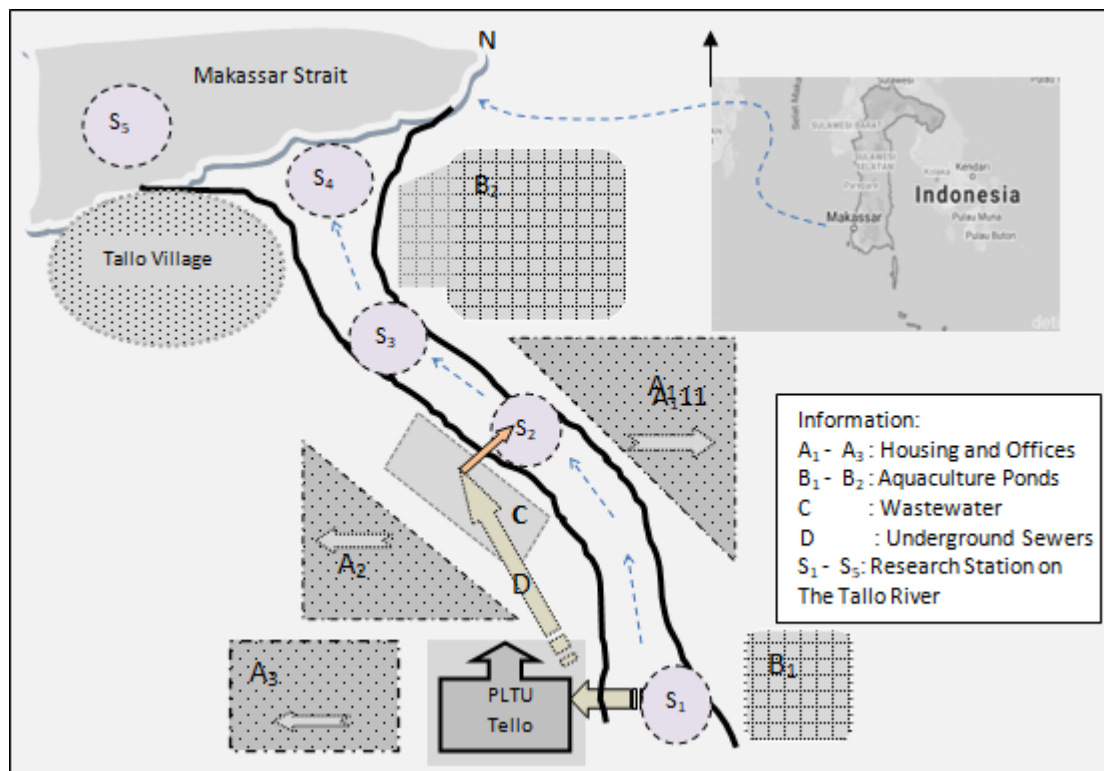 N
Makassar Strait
S₅
S₄
B₂
Tallo Village
S₃
A₁
A₁11
S₂
C
A₂
D
A₃
PLTU
Tello
S₁
B₁
SULAWESI BARAT
SULAWESI
SELATAN
Parepare
Kolaka
Kendari
Indonesia
Makassar
Pulau Muna
Pulau Buton
Information:
A₁ - A₃ : Housing and Offices
B₁ - B₂ : Aquaculture Ponds
C : Wastewater
D : Underground Sewers
S₁ - S₅: Research Station on
The Tallo River